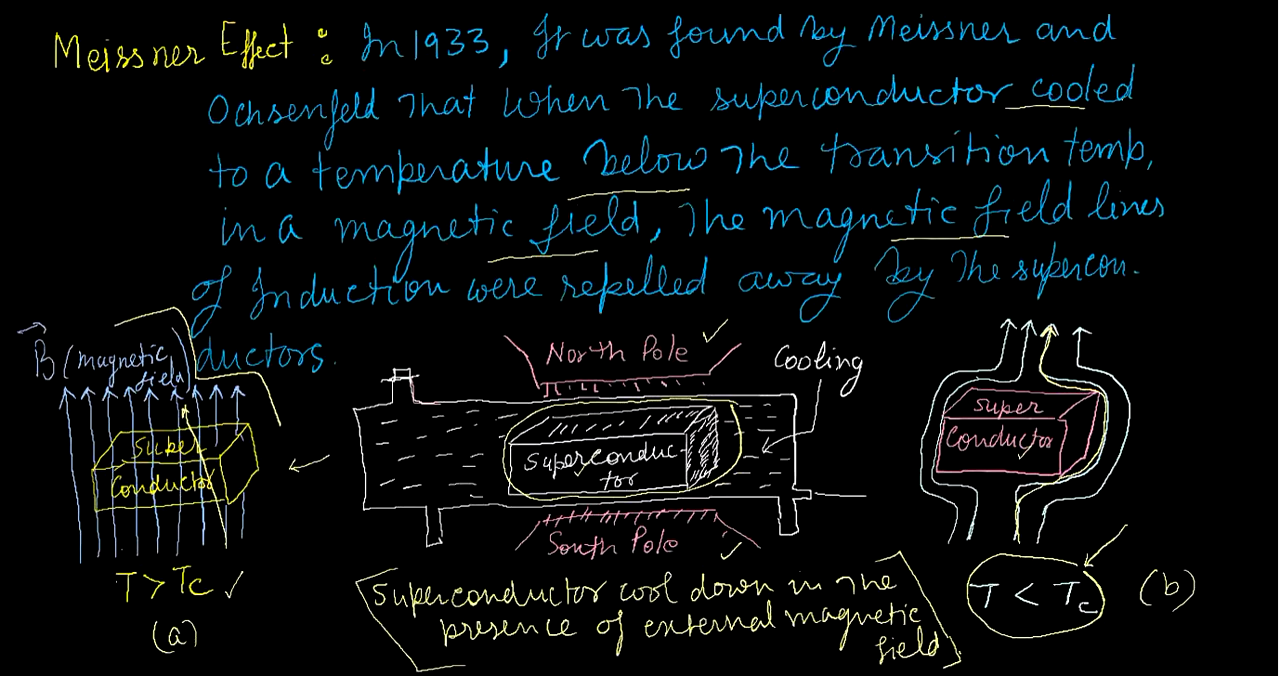 Meissner Effect : In 1933, It was found by Meissner and
Ochsenfeld That when The superconductor cooled
to a temperature below The transition temp,
in a magnetic field, The magnetic field lines
of Induction were repelled away by The supercon-
ductors.
B (magnetic
field)
Super
Conductor
T > Tc ✓
(a)
North Pole ✓
Cooling
Superconduc-
tor
South Pole ✓
Superconductor cool down in The
presence of external magnetic
field.
Super
Conductor
T < Tc
(b)